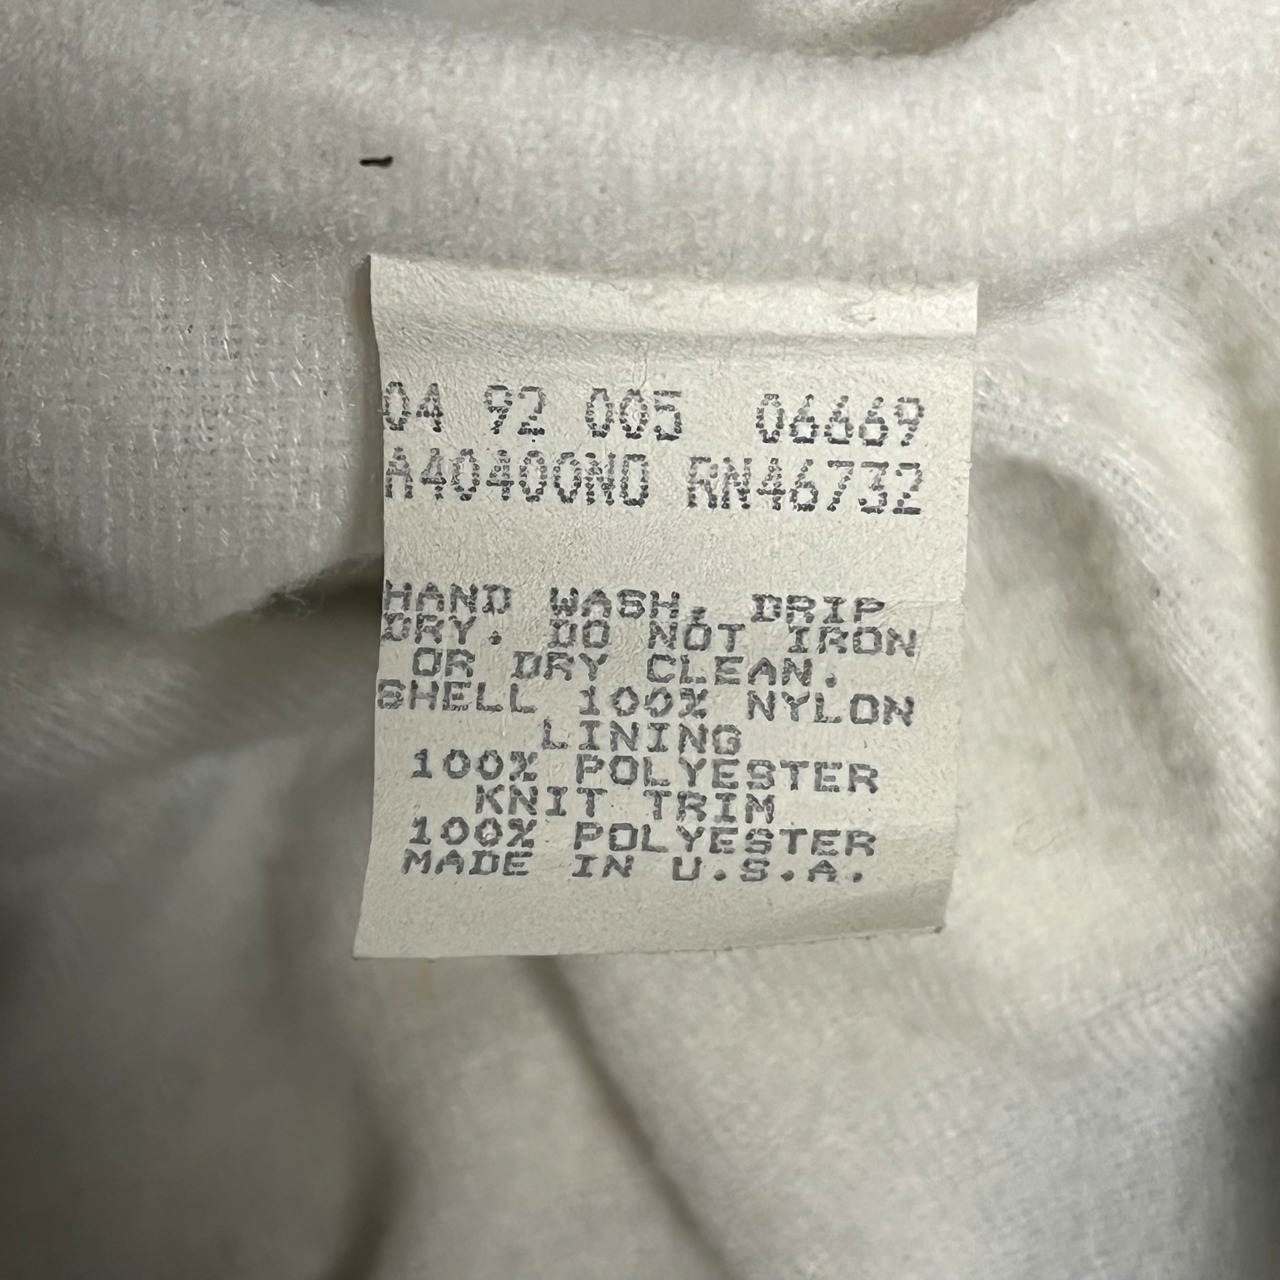 04 92 005 06669
A40400NO RN46732
HAND WASH, DRIP
DRY. DO NOT IRON
OR DRY CLEAN.
SHELL 100% NYLON
LINING
100% POLYESTER
KNIT TRIM
100% POLYESTER
MADE IN U.S.A.